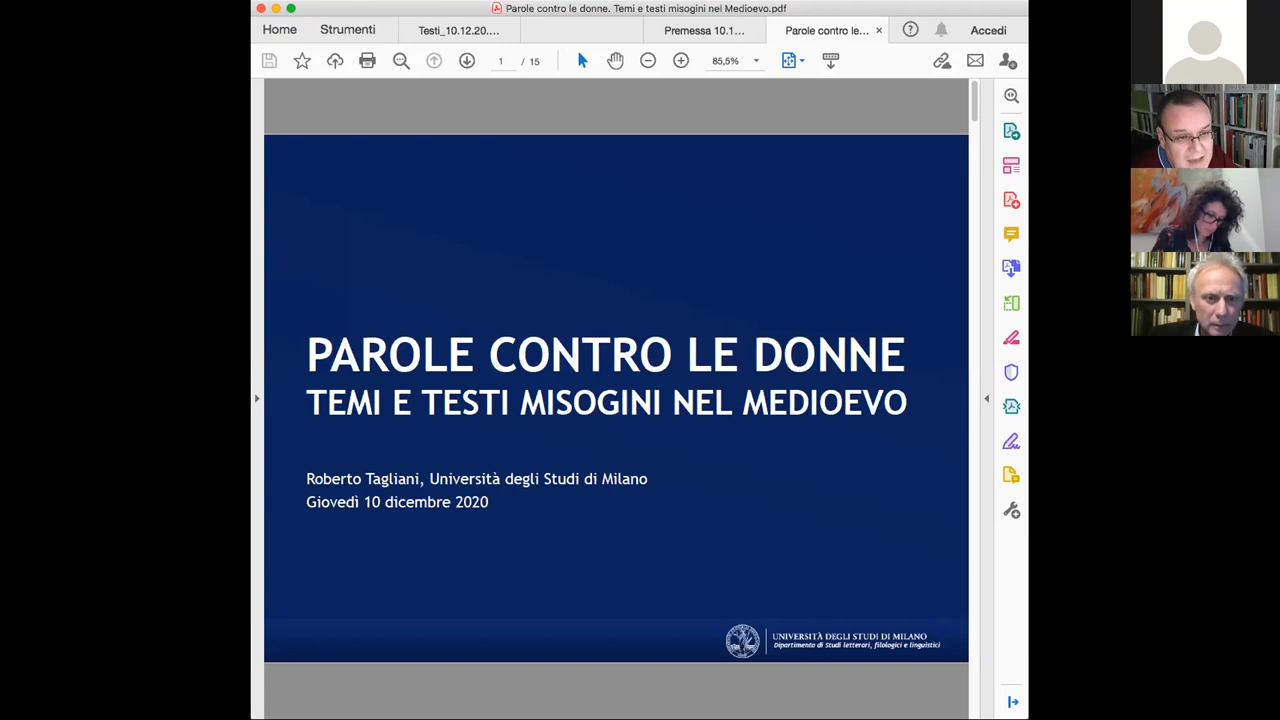 Parole contro le donne. Temi e testi misogini nel Medioevo.pdf
Home
Strumenti
Testi_10.12.20....
Premessa 10.1...
Parole contro le... ×
Accedi
1 / 15
85,5%
PAROLE CONTRO LE DONNE
TEMI E TESTI MISOGINI NEL MEDIOEVO
Roberto Tagliani, Università degli Studi di Milano
Giovedì 10 dicembre 2020
UNIVERSITÀ DEGLI STUDI DI MILANO
Dipartimento di Studi letterari, filologici e linguistici